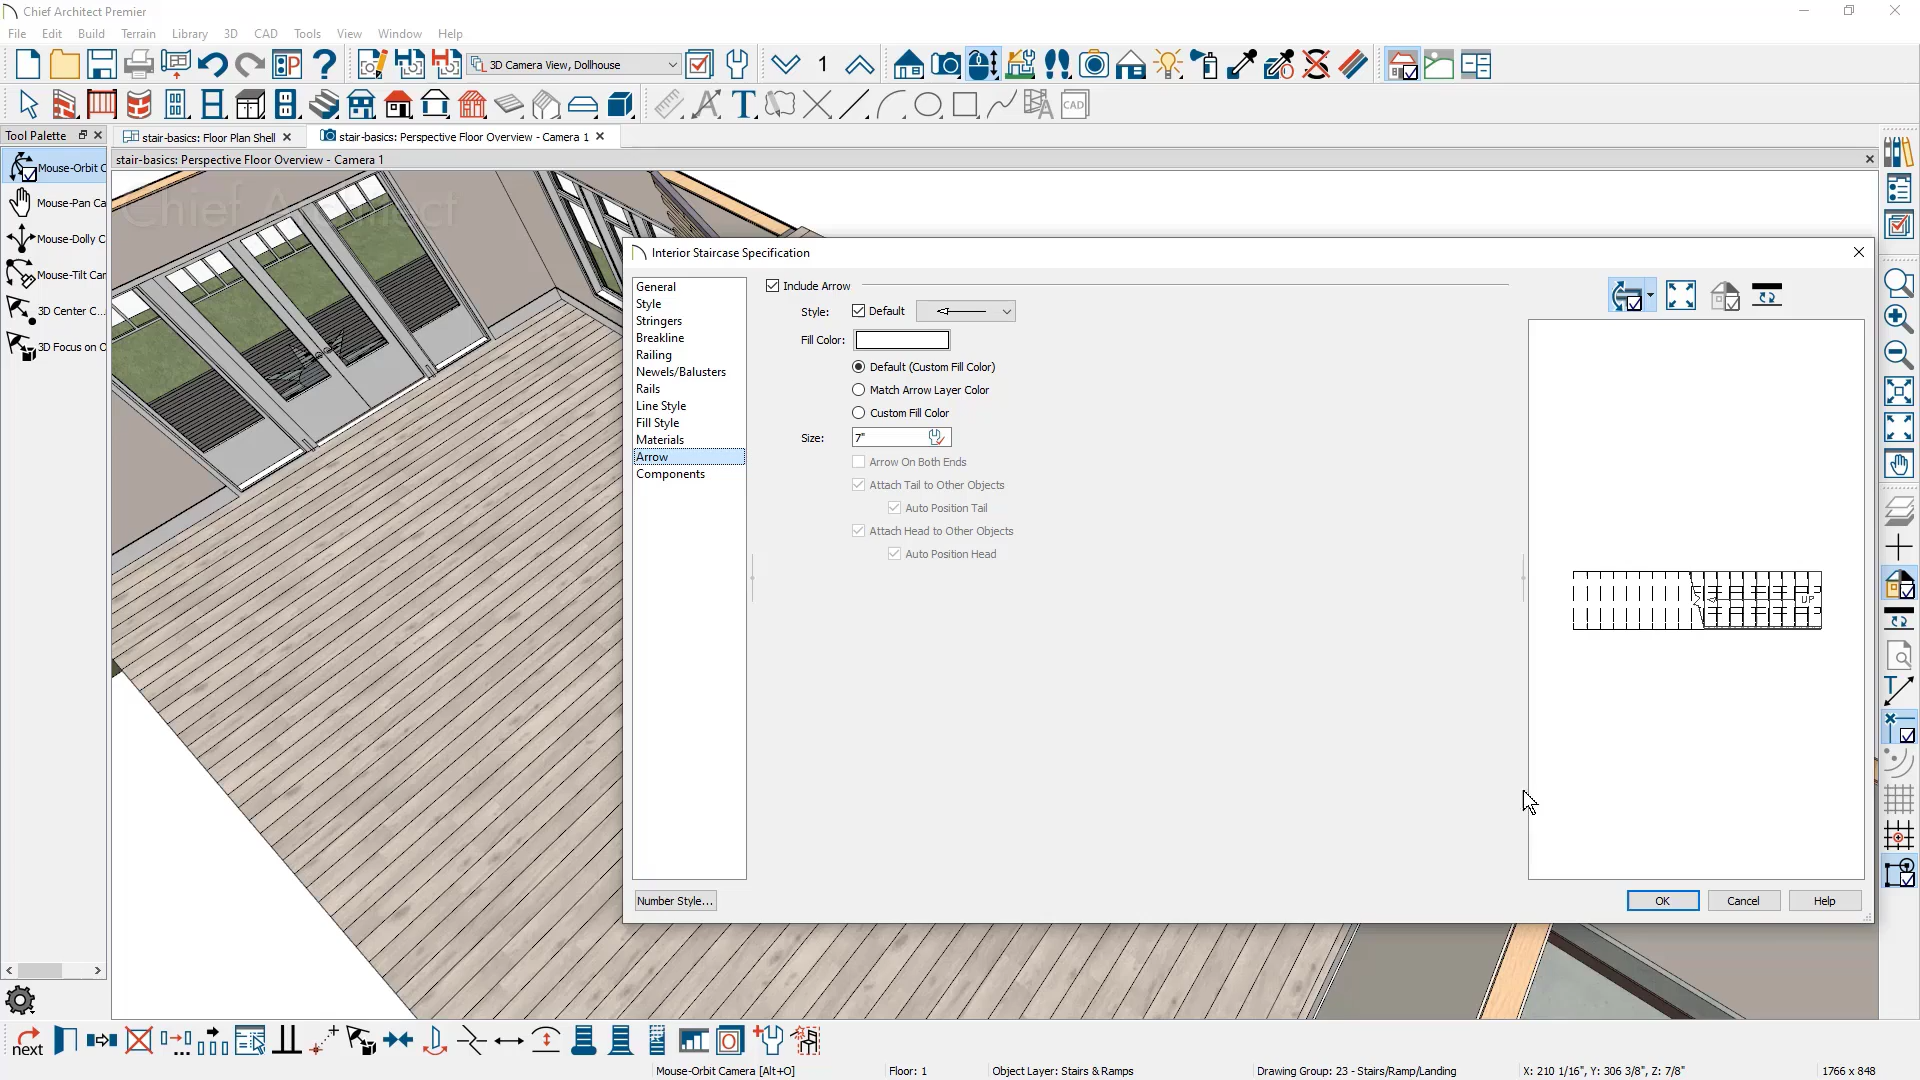 Chief Architect Premier
File Edit Build Terrain Library 3D CAD Tools View Window Help
3D Camera View, Dollhouse
1
CAD
Tool Palette
stair-basics: Floor Plan Shell
stair-basics: Perspective Floor Overview - Camera 1
stair-basics: Perspective Floor Overview - Camera 1
Mouse-Orbit C
Mouse-Pan Ca
Mouse-Dolly C
Mouse-Tilt Car
3D Center C...
3D Focus on O
Chief Architect
Interior Staircase Specification
General
Style
Stringers
Breakline
Railing
Newels/Balusters
Rails
Line Style
Fill Style
Materials
Arrow
Components
Include Arrow
Style: Default
Fill Color:
Default (Custom Fill Color)
Match Arrow Layer Color
Custom Fill Color
Size: 7"
Arrow On Both Ends
Attach Tail to Other Objects
Auto Position Tail
Attach Head to Other Objects
Auto Position Head
UP
Number Style...
OK
Cancel
Help
next
Mouse-Orbit Camera [Alt+O]
Floor: 1
Object Layer: Stairs & Ramps
Drawing Group: 23 - Stairs/Ramp/Landing
X: 210 1/16", Y: 306 3/8", Z: 7/8"
1766 x 848